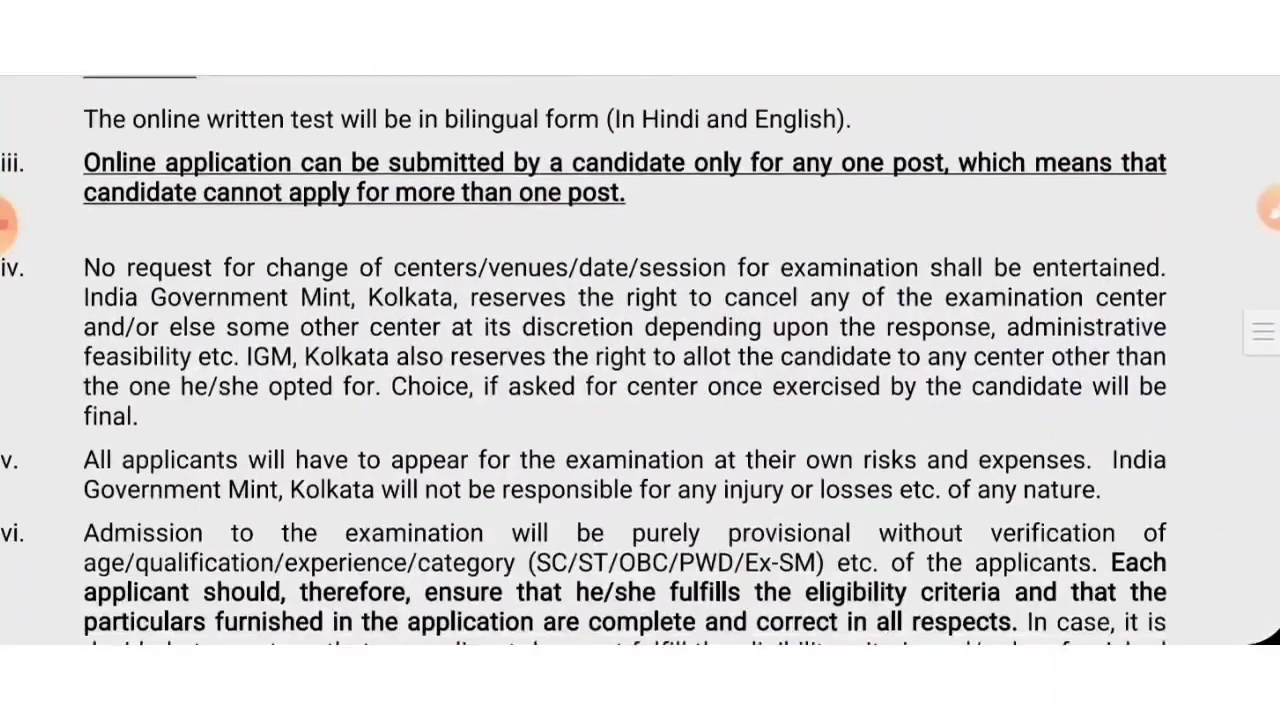 The online written test will be in bilingual form (In Hindi and English).
iii. Online application can be submitted by a candidate only for any one post, which means that
candidate cannot apply for more than one post.
iv. No request for change of centers/venues/date/session for examination shall be entertained.
India Government Mint, Kolkata, reserves the right to cancel any of the examination center
and/or else some other center at its discretion depending upon the response, administrative
feasibility etc. IGM, Kolkata also reserves the right to allot the candidate to any center other than
the one he/she opted for. Choice, if asked for center once exercised by the candidate will be
final.
v. All applicants will have to appear for the examination at their own risks and expenses. India
Government Mint, Kolkata will not be responsible for any injury or losses etc. of any nature.
vi. Admission to the examination will be purely provisional without verification of
age/qualification/experience/category (SC/ST/OBC/PWD/Ex-SM) etc. of the applicants. Each
applicant should, therefore, ensure that he/she fulfills the eligibility criteria and that the
particulars furnished in the application are complete and correct in all respects. In case, it is